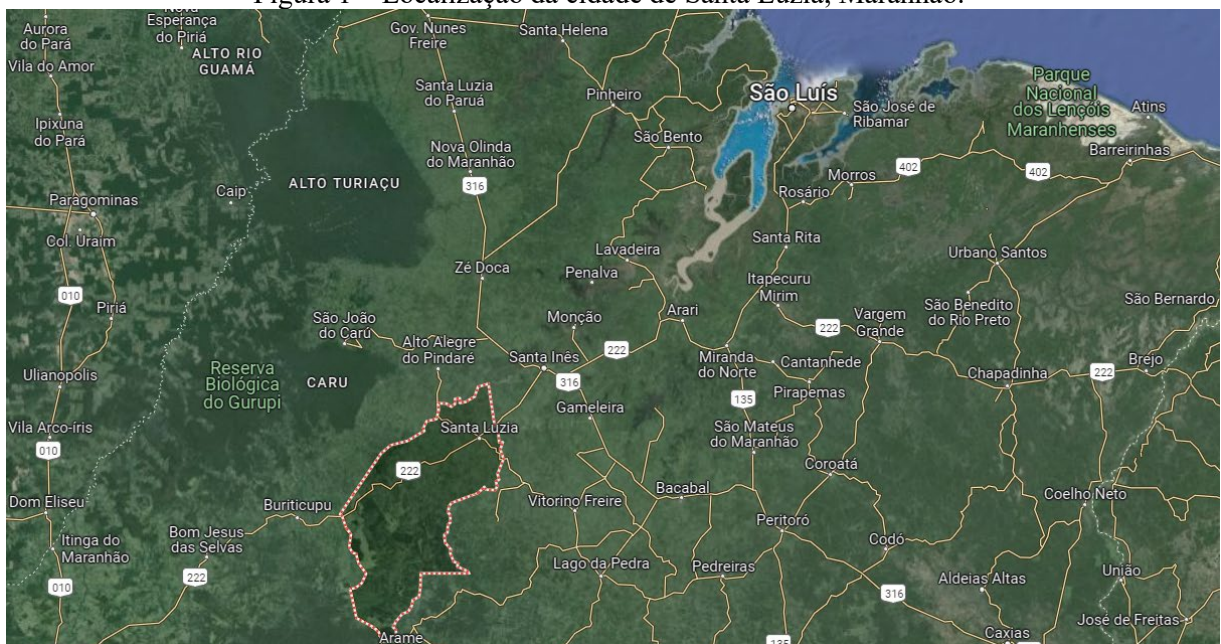 Figura 1 – Localização da cidade de Santa Luzia, Maranhão.
Nova
Esperança
do Piriá
Aurora
do Pará
ALTO RIO
GUAMÁ
Gov. Nunes
Freire
Santa Helena
Vila do Amor
Santa Luzia
do Paruá
Pinheiro
São Luís
São José de
Ribamar
Parque
Nacional
dos Lençóis
Maranhenses
Atins
Ipixuna
do Pará
São Bento
Barreirinhas
Nova Olinda
do Maranhão
316
ALTO TURIAÇU
Caip
402
402
Morros
Rosário
Paragominas
Col. Uraim
Santa Rita
Lavadeira
Urbano Santos
Zé Doca
Penalva
Itapecuru
Mirim
010
Piriá
São Benedito
do Rio Preto
São Bernardo
São João
do Carú
Monção
Arari
Vargem
Grande
222
Alto Alegre
do Pindaré
Santa Inês
222
Miranda
do Norte
Cantanhede
Brejo
Reserva
Biológica
do Gurupi
CARU
Ulianopolis
316
Chapadinha
222
135
Pirapemas
Gameleira
Vila Arco-íris
Santa Luzia
São Mateus
do Maranhão
010
222
Coroatá
Dom Eliseu
Buriticupu
Vitorino Freire
Bacabal
Coelho Neto
Peritoró
Itinga do
Maranhão
Bom Jesus
das Selvas
Codó
222
Lago da Pedra
Pedreiras
Aldeias Altas
União
010
316
José de Freitas
Arame
135
Caxias